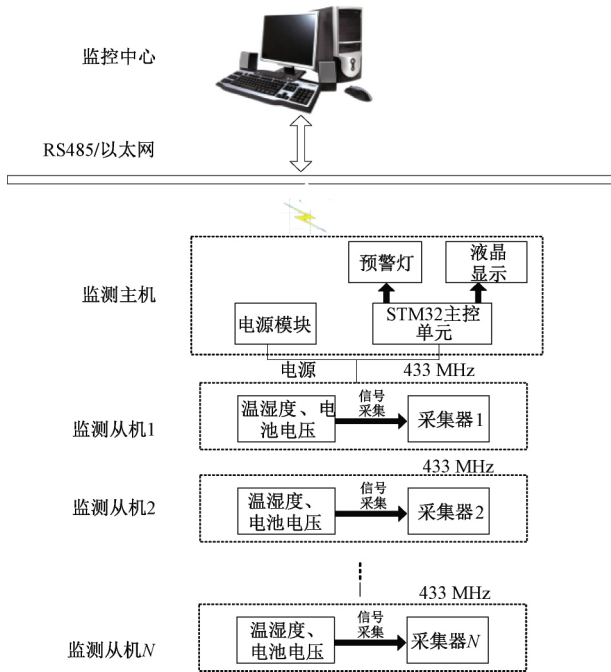 监控中心
RS485/以太网
预警灯
液晶
显示
监测主机
电源模块
STM32主控
单元
电源
433 MHz
监测从机1
温湿度、电
池电压
信号
采集
采集器1
433 MHz
监测从机2
温湿度、
电池电压
信号
采集
采集器2
433 MHz
监测从机N
温湿度、
电池电压
信号
采集
采集器N